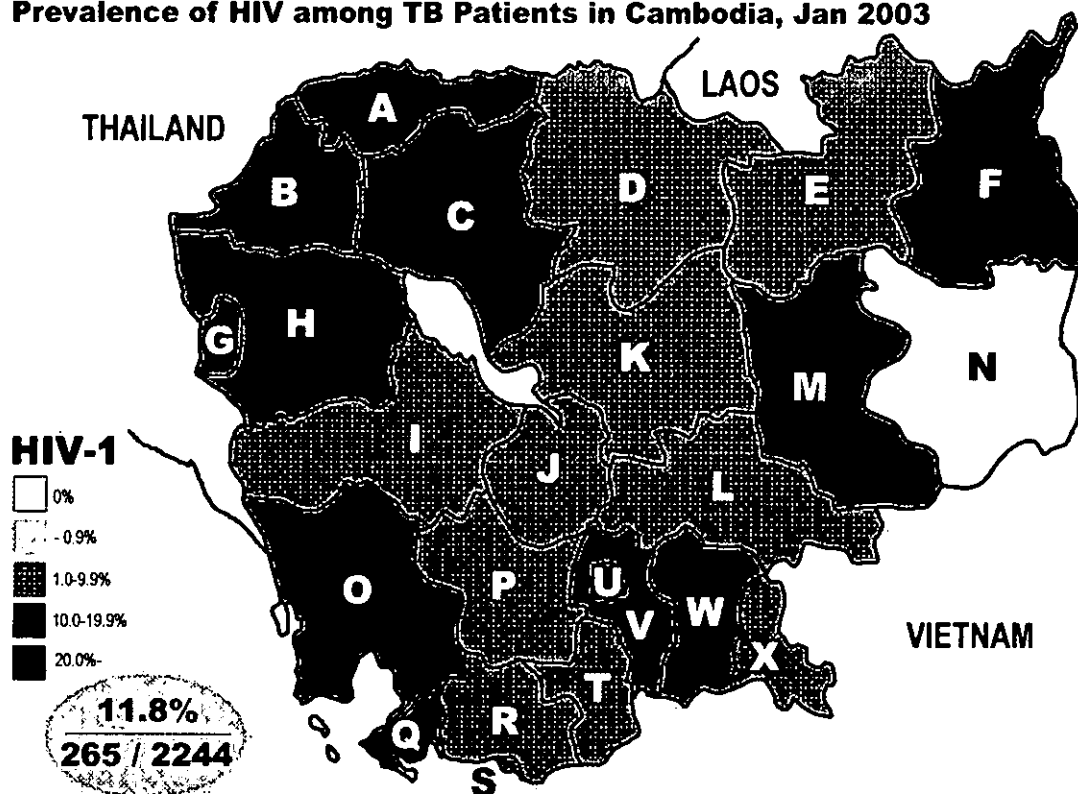 Prevalence of HIV among TB Patients in Cambodia, Jan 2003
LAOS
THAILAND
A
B
C
D
E
F
G
H
K
M
N
HIV-1
I
J
L
0%
- 0.9%
1.0-9.9%
10.0-19.9%
20.0%-
O
P
U
V
W
X
VIETNAM
T
R
Q
S
11.8%
265 / 2244